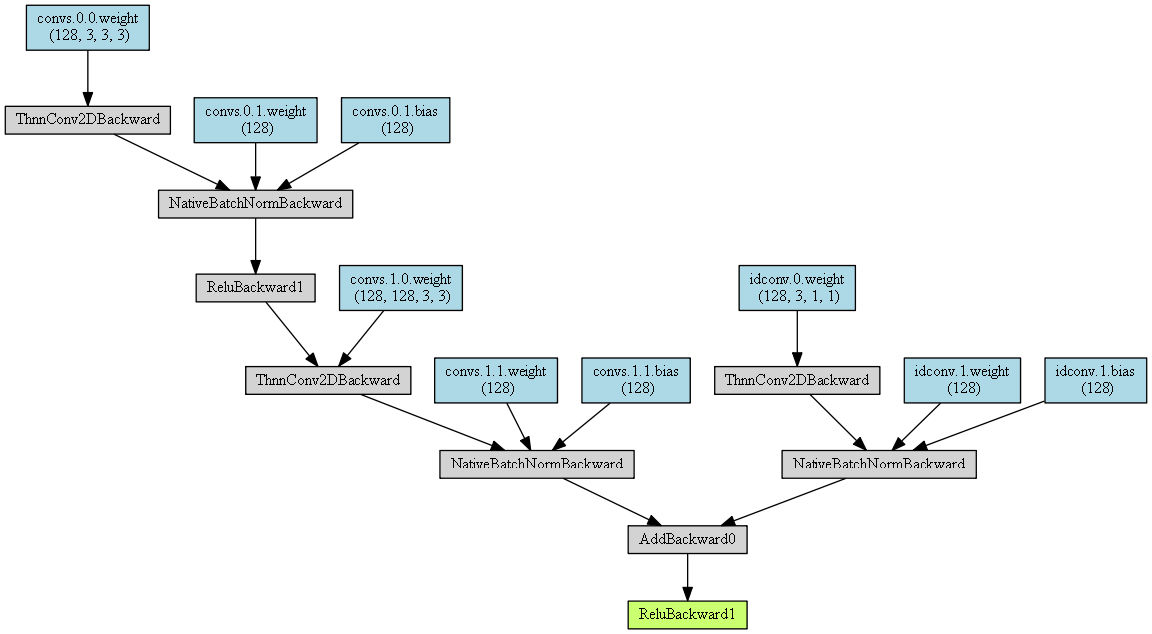 convs.0.0.weight
(128, 3, 3, 3)
ThnnConv2DBackward
convs.0.1.weight
(128)
convs.0.1.bias
(128)
NativeBatchNormBackward
ReluBackward1
convs.1.0.weight
(128, 128, 3, 3)
idconv.0.weight
(128, 3, 1, 1)
ThnnConv2DBackward
convs.1.1.weight
(128)
convs.1.1.bias
(128)
ThnnConv2DBackward
idconv.1.weight
(128)
idconv.1.bias
(128)
NativeBatchNormBackward
NativeBatchNormBackward
AddBackward0
ReluBackward1